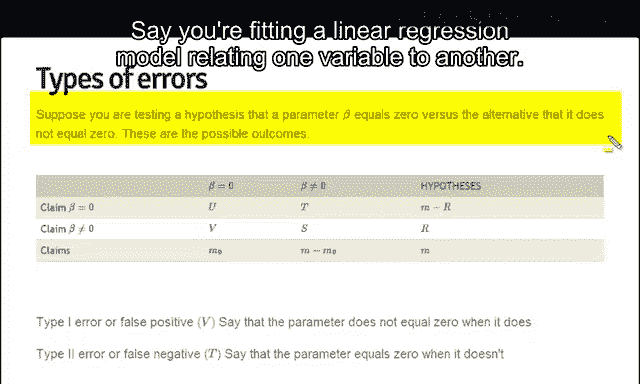 Say you're fitting a linear regression
model relating one variable to another.
Types of errors
Suppose you are testing a hypothesis that a parameter β equals zero versus the alternative that it does
not equal zero. These are the possible outcomes.
β = 0 β ≠ 0 HYPOTHESES
Claim β = 0 U T m − R
Claim β ≠ 0 V S R
Claims m₀ m − m₀ m
Type I error or false positive (V) Say that the parameter does not equal zero when it does
Type II error or false negative (T) Say that the parameter equals zero when it doesn't